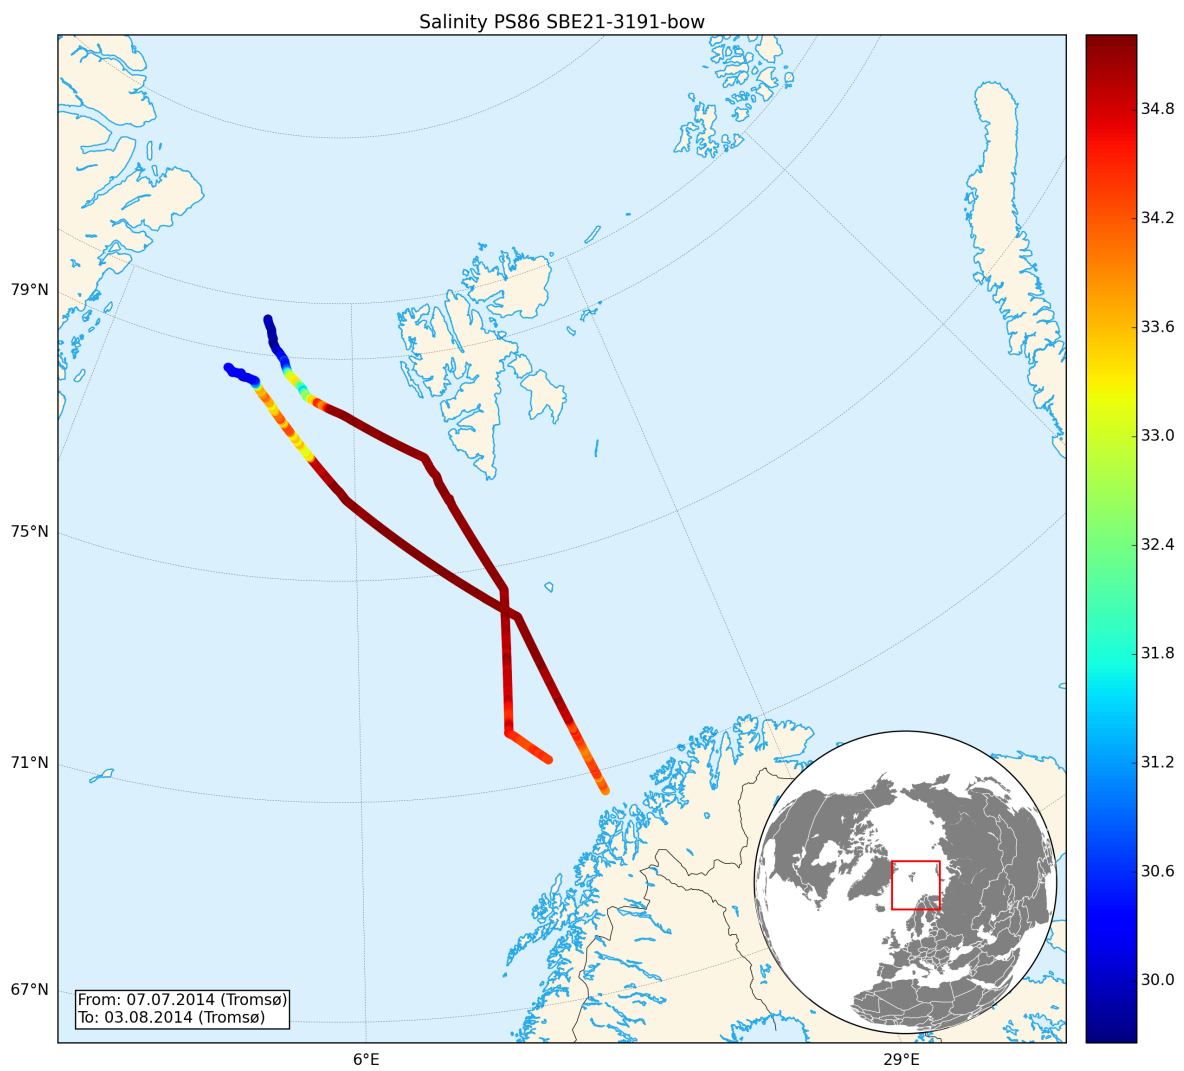 Salinity PS86 SBE21-3191-bow
79°N
75°N
71°N
67°N
6°E
29°E
From: 07.07.2014 (Tromsø)
To: 03.08.2014 (Tromsø)
34.8
34.2
33.6
33.0
32.4
31.8
31.2
30.6
30.0